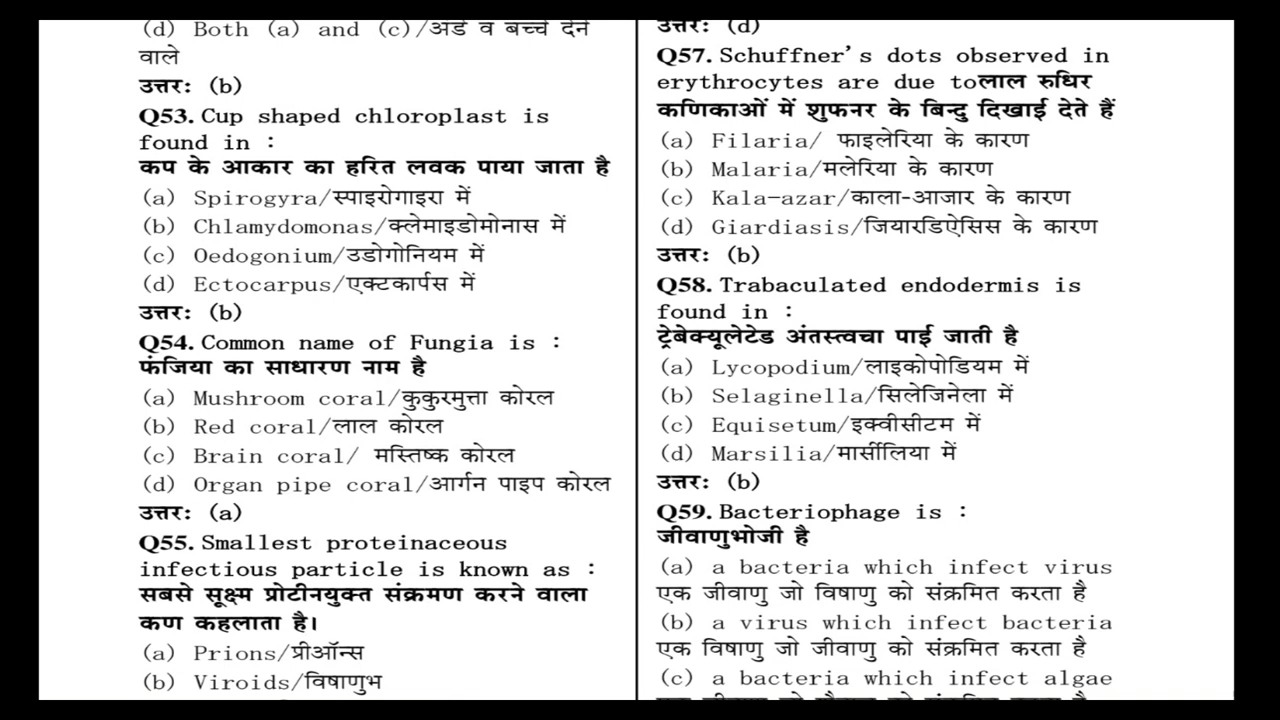 (d) Both (a) and (c)/अंडे व बच्चे देने
वाले
उत्तरः (b)
Q53. Cup shaped chloroplast is
found in :
कप के आकार का हरित लवक पाया जाता है
(a) Spirogyra/स्पाइरोगाइरा में
(b) Chlamydomonas/क्लेमाइडोमोनास में
(c) Oedogonium/उडोगोनियम में
(d) Ectocarpus/एक्टकार्पस में
उत्तरः (b)
Q54. Common name of Fungia is :
फंजिया का साधारण नाम है
(a) Mushroom coral/कुकुरमुत्ता कोरल
(b) Red coral/लाल कोरल
(c) Brain coral/ मस्तिष्क कोरल
(d) Organ pipe coral/आर्गन पाइप कोरल
उत्तरः (a)
Q55. Smallest proteinaceous
infectious particle is known as :
सबसे सूक्ष्म प्रोटीनयुक्त संक्रमण करने वाला
कण कहलाता है।
(a) Prions/प्रीऑन्स
(b) Viroids/विषाणुभ
उत्तरः (d)
Q57. Schuffner's dots observed in
erythrocytes are due toलाल रुधिर
कणिकाओं में शुफनर के बिन्दु दिखाई देते हैं
(a) Filaria/ फाइलेरिया के कारण
(b) Malaria/मलेरिया के कारण
(c) Kala-azar/काला-आजार के कारण
(d) Giardiasis/जियारडिऐसिस के कारण
उत्तरः (b)
Q58. Trabaculated endodermis is
found in :
ट्रेबेक्यूलेटेड अंतस्त्वचा पाई जाती है
(a) Lycopodium/लाइकोपोडियम में
(b) Selaginella/सिलेजिनेला में
(c) Equisetum/इक्वीसीटम में
(d) Marsilia/मार्सीलिया में
उत्तरः (b)
Q59. Bacteriophage is :
जीवाणुभोजी है
(a) a bacteria which infect virus
एक जीवाणु जो विषाणु को संक्रमित करता है
(b) a virus which infect bacteria
एक विषाणु जो जीवाणु को संक्रमित करता है
(c) a bacteria which infect algae